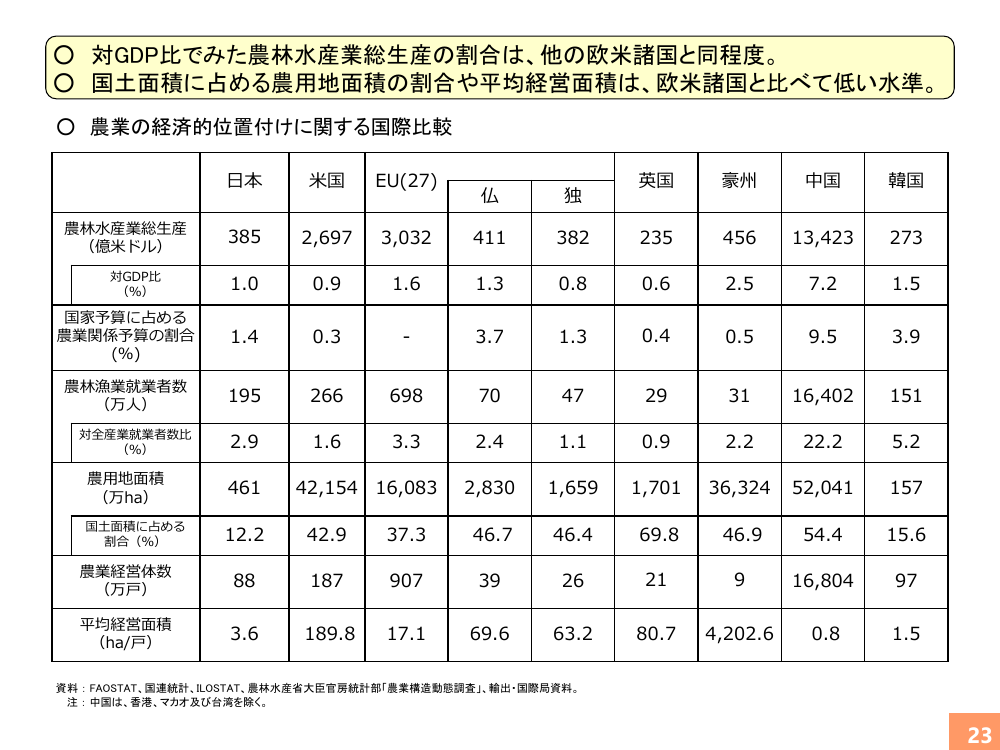 ○ 対GDP比でみた農林水産業総生産の割合は、他の欧米諸国と同程度。
○ 国土面積に占める農用地面積の割合や平均経営面積は、欧米諸国と比べて低い水準。
○ 農業の経済的位置付けに関する国際比較
日本 米国 EU(27) 仏 独 英国 豪州 中国 韓国
農林水産業総生産
（億米ドル） 385 2,697 3,032 411 382 235 456 13,423 273
対GDP比
（%） 1.0 0.9 1.6 1.3 0.8 0.6 2.5 7.2 1.5
国家予算に占める
農業関係予算の割合
(%) 1.4 0.3 - 3.7 1.3 0.4 0.5 9.5 3.9
農林漁業就業者数
（万人） 195 266 698 70 47 29 31 16,402 151
対全産業就業者数比
（%） 2.9 1.6 3.3 2.4 1.1 0.9 2.2 22.2 5.2
農用地面積
（万ha） 461 42,154 16,083 2,830 1,659 1,701 36,324 52,041 157
国土面積に占める
割合（%） 12.2 42.9 37.3 46.7 46.4 69.8 46.9 54.4 15.6
農業経営体数
（万戸） 88 187 907 39 26 21 9 16,804 97
平均経営面積
（ha/戸） 3.6 189.8 17.1 69.6 63.2 80.7 4,202.6 0.8 1.5
資料：FAOSTAT、国連統計、ILOSTAT、農林水産省大臣官房統計部「農業構造動態調査」、輸出・国際局資料。
注：中国は、香港、マカオ及び台湾を除く。
23